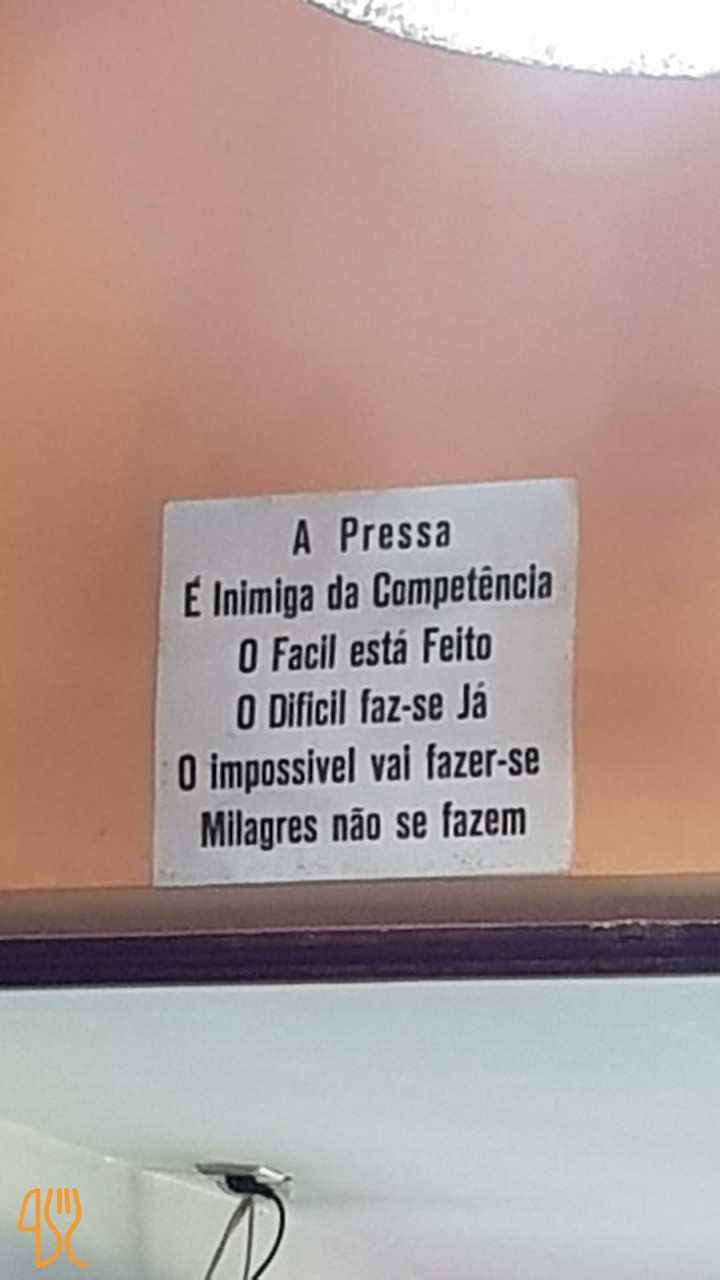 A Pressa
É Inimiga da Competência
O Facil está Feito
O Dificil faz-se Já
O impossivel vai fazer-se
Milagres não se fazem